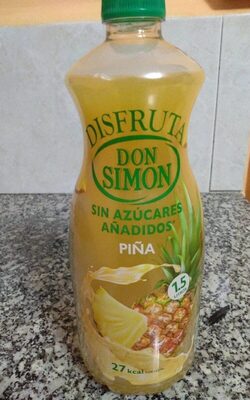 DISFRUTA
DON
SIMON
SIN AZÚCARES
AÑADIDOS
PIÑA
1.5
27 kcal